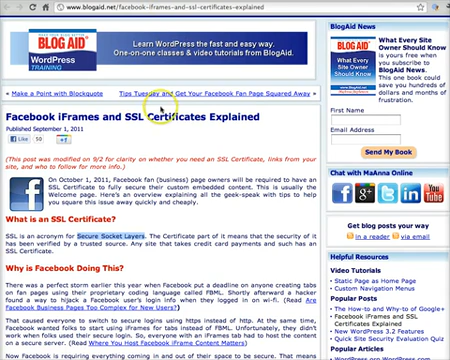 www.blogaid.net/facebook-iframes-and-ssl-certificates-explained
BLOG AID
WordPress
TRAINING
Learn WordPress the fast and easy way.
One-on-one classes & video tutorials from BlogAid.
« Make a Point with Blockquote
Tips Tuesday and Get Your Facebook Fan Page Squared Away »
Facebook iFrames and SSL Certificates Explained
Published September 1, 2011
Like 50
+1
(This post was modified on 9/2 for clarity on whether you need an SSL Certificate, links from your
site, and who to follow for more info.)
On October 1, 2011, Facebook fan (business) page owners will be required to have an
SSL Certificate to fully secure their custom embedded content. This is usually the
Welcome page. Here's an overview explaining all the geek-speak tips to help you
square this issue away quickly and cheaply.
What is an SSL Certificate?
SSL is an acronym for Secure Socket Layers. The Certificate part of it means that the security of it
has been verified by a trusted source. Any site that takes credit card payments and such has an
SSL Certificate.
Why is Facebook Doing This?
There was a perfect storm earlier this year when Facebook put a deadline on anyone creating tabs
on fan pages using their proprietary coding language called FBML. Shortly afterward a hacker
found a way to hijack a Facebook user's login info when they logged in on wi-fi. (Read Are
Facebook Business Pages Too Complex for New Users?)
That caused everyone to switch to secure logins using https instead of http. At the same time,
Facebook wanted folks to start using iframes for tabs instead of FBML. Unfortunately, they didn't
work when folks used their secure login. So, everyone with an iFrames tab had to host the content
on a secure server. (Read Where You Host Facebook iFrame Content Matters)
Now Facebook is requiring everything coming in and out of their space to be secure. That means
BlogAid News
BLOG AID
What Every Site
Owner Should Know
is yours free when you
subscribe to
BlogAid News. This
one book could save
you hundreds of
dollars and months of
frustration.
First Name
Email Address
Send My Book
Chat with MaAnna Online
You Tube
Get blog posts your way
in a reader or via email
Helpful Resources
Video Tutorials
Static Page as Home Page
Custom Navigation Menus
Popular Posts
The How-to and Why-to of Google+
Facebook iFrames and SSL
Certificates Explained
WordPress 3.2 Features
Quick Site Security Evaluation Quiz
Popular Pages